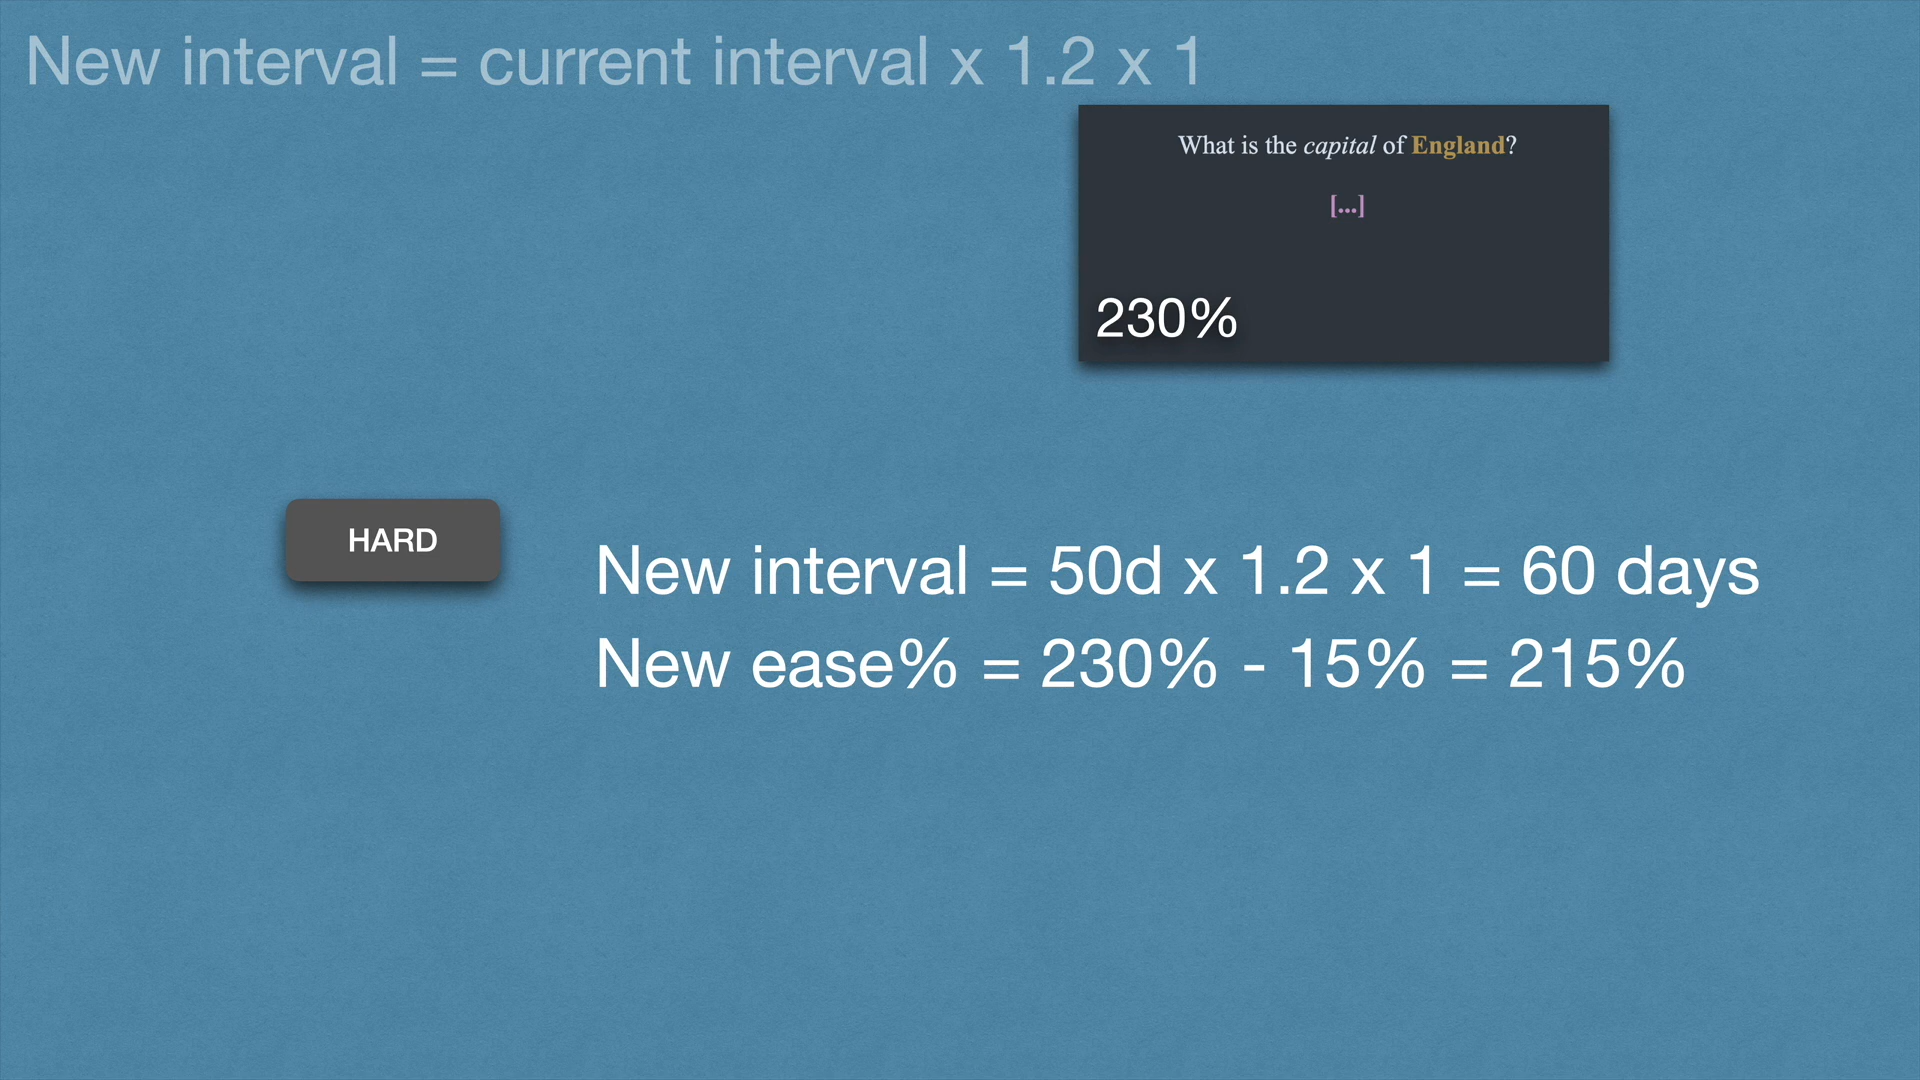 New interval = current interval x 1.2 x 1
What is the capital of England?
[...]
230%
HARD
New interval = 50d x 1.2 x 1 = 60 days
New ease% = 230% - 15% = 215%